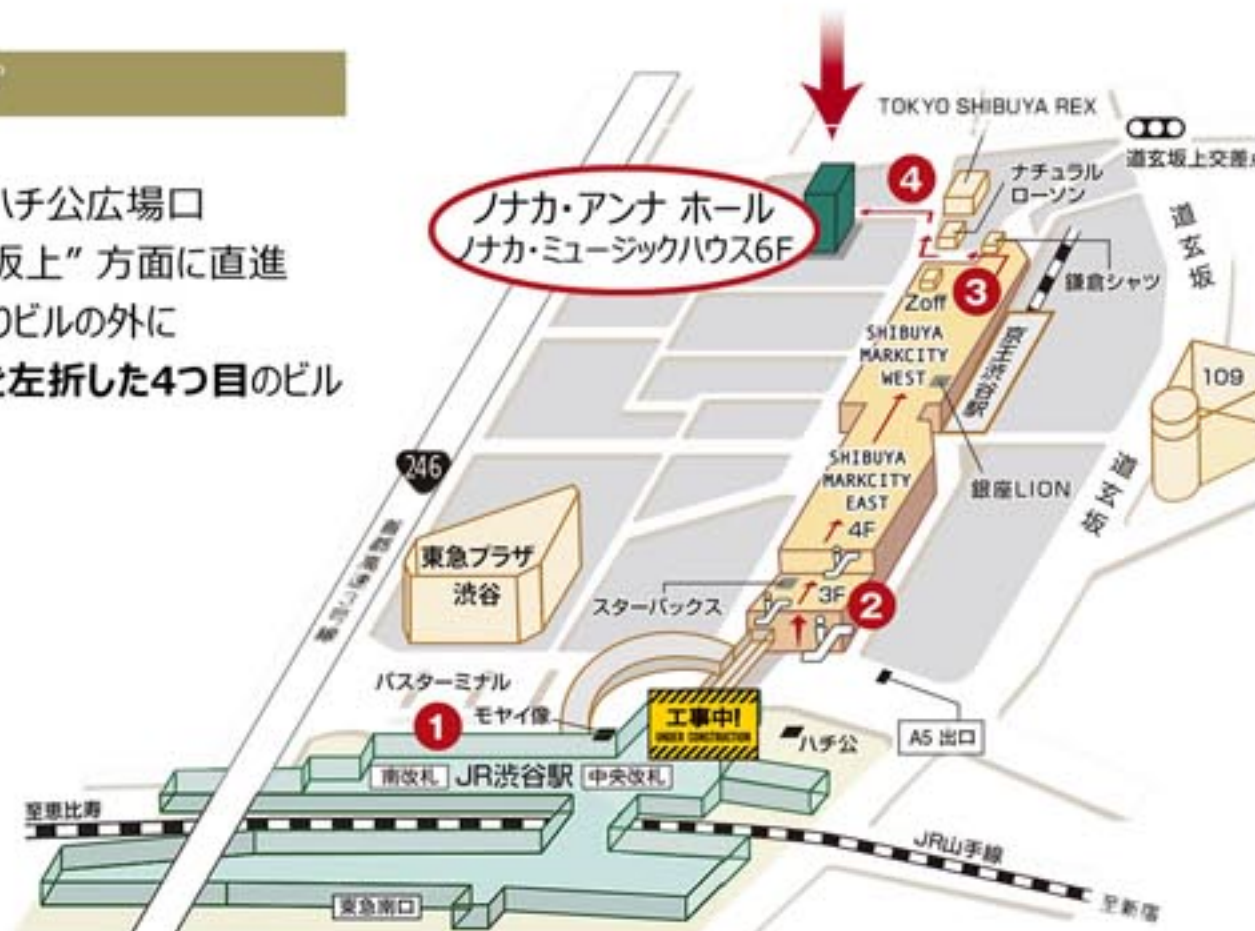 ハチ公広場口
坂上” 方面に直進
のビルの外に
を左折した4つ目のビル
TOKYO SHIBUYA REX
道玄坂上交差点
ナチュラル
ローソン
ノナカ・アンナ ホール
ノナカ・ミュージックハウス6F
4
道玄坂
鎌倉シャツ
3
Zoff
SHIBUYA
MARKCITY
WEST
京王渋谷駅
109
246
SHIBUYA
MARKCITY
EAST
銀座LION
道玄坂
4F
東急プラザ
渋谷
スターバックス
3F
2
バスターミナル
1
モヤイ像
工事中!
UNDER CONSTRUCTION
ハチ公
A5 出口
南改札
JR渋谷駅
中央改札
至恵比寿
JR山手線
東急南口
至新宿